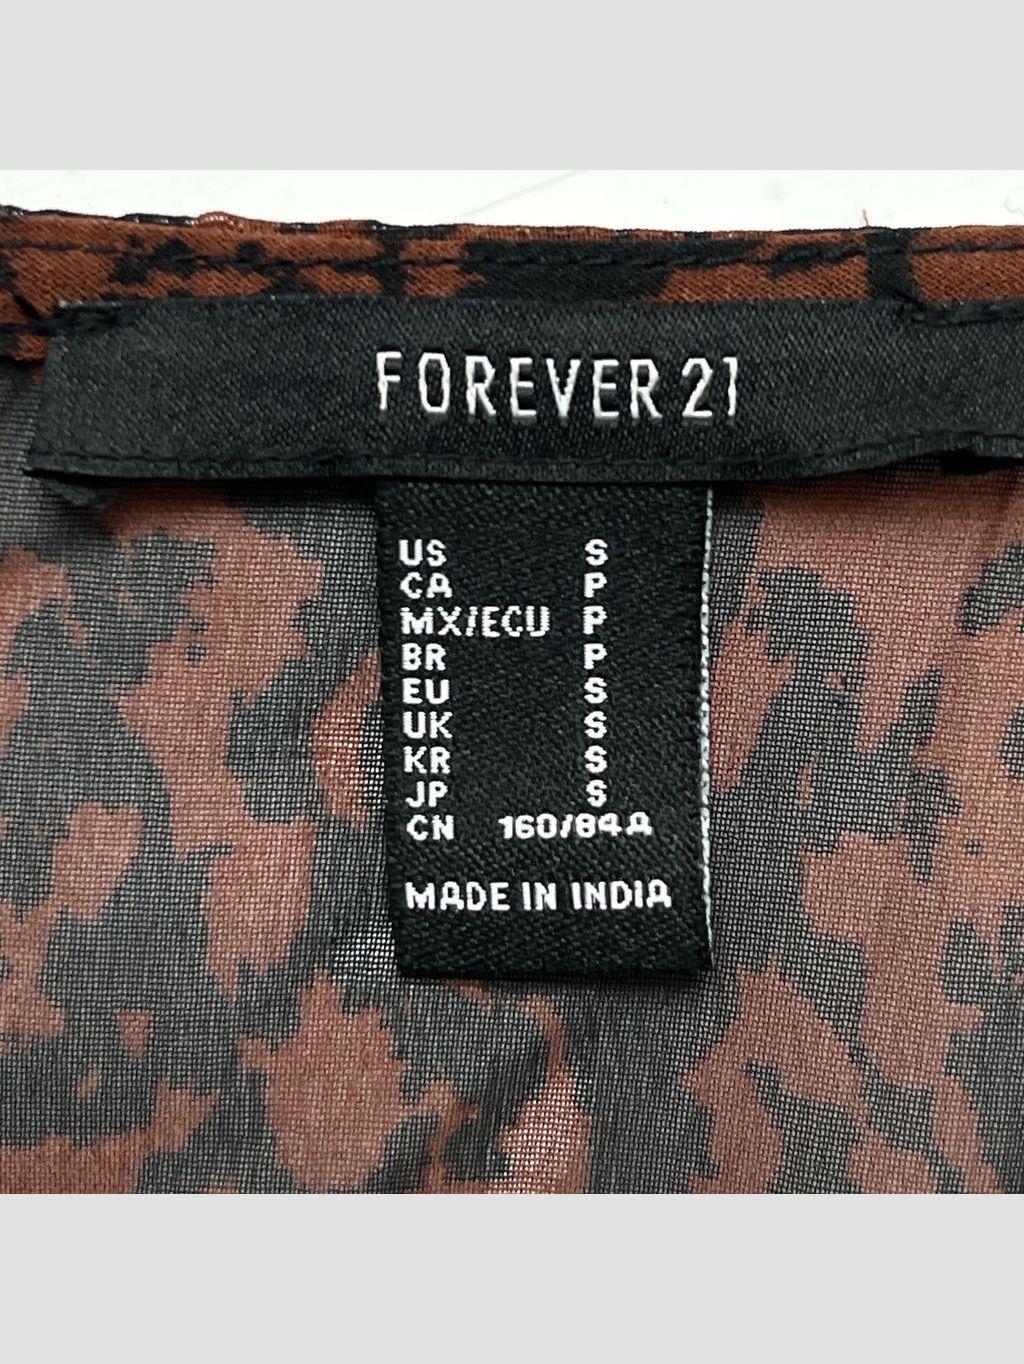 FOREVER 21
US S
CA P
MX/ECU P
BR P
EU S
UK S
KR S
JP S
CN 160/84A
MADE IN INDIA